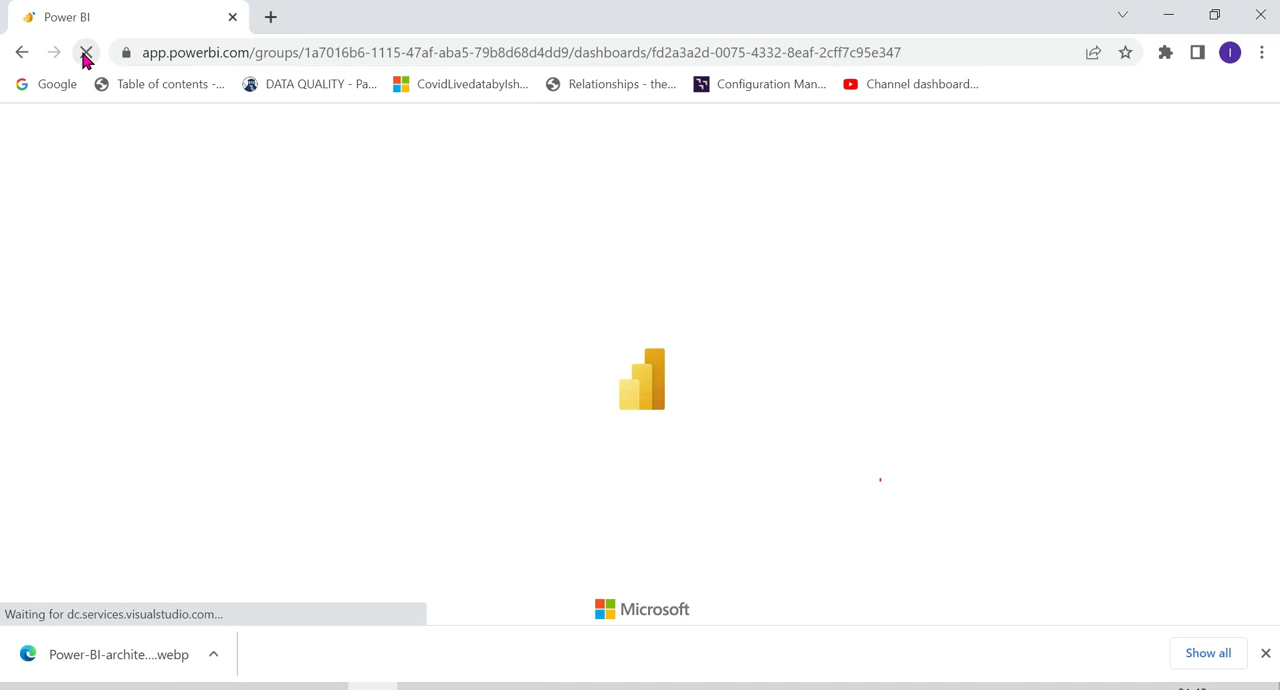 Power BI
app.powerbi.com/groups/1a7016b6-1115-47af-aba5-79b8d68d4dd9/dashboards/fd2a3a2d-0075-4332-8eaf-2cff7c95e347
I
Google Table of contents -... DATA QUALITY - Pa... CovidLivedatabylsh... Relationships - the... Configuration Man... Channel dashboard...
Microsoft
Waiting for dc.services.visualstudio.com...
Power-BI-archite....webp
Show all